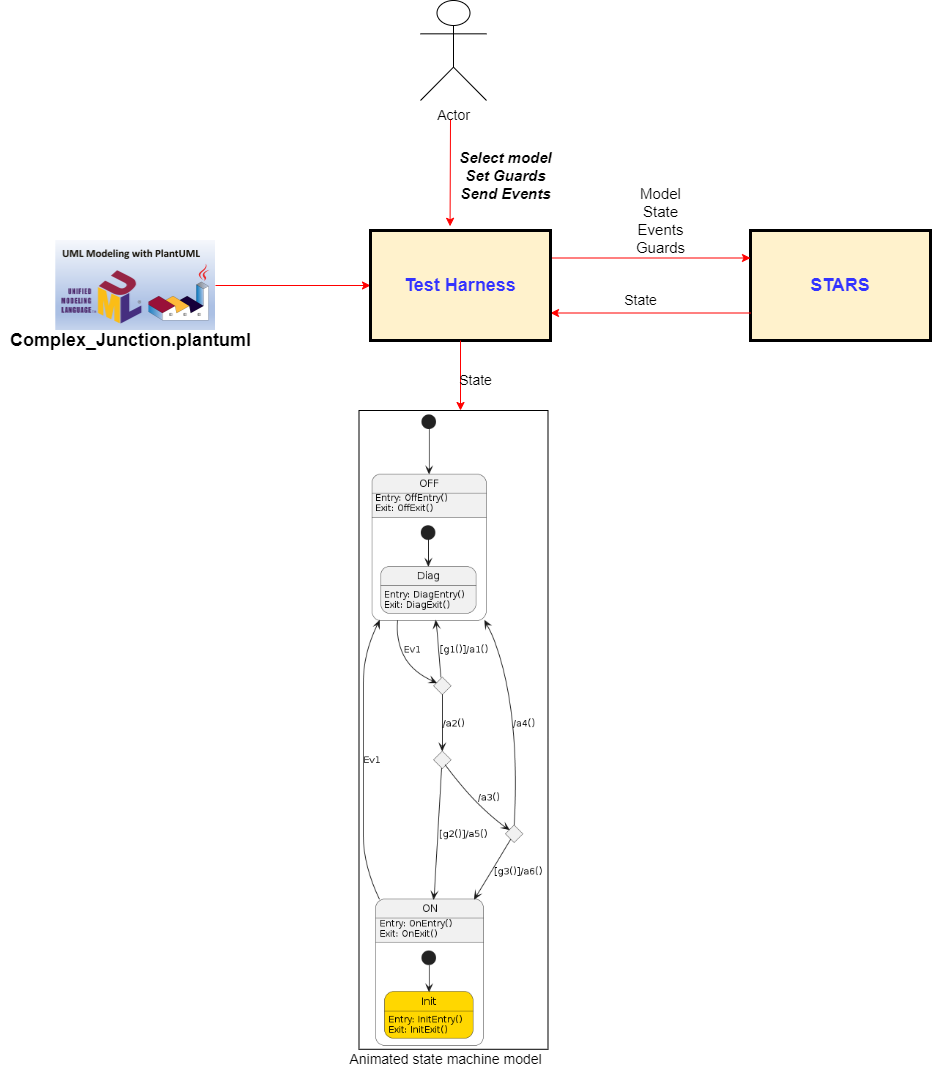 Actor
Select model
Set Guards
Send Events
Model
State
Events
Guards
UML Modeling with PlantUML
UNIFIED
MODELING
LANGUAGE
UML
Complex_Junction.plantuml
Test Harness
STARS
State
State
OFF
Entry: OffEntry()
Exit: OffExit()
Diag
Entry: DiagEntry()
Exit: DiagExit()
Ev1
[g1()]/a1()
/a2()
/a4()
Ev1
/a3()
[g2()]/a5()
[g3()]/a6()
ON
Entry: OnEntry()
Exit: OnExit()
Init
Entry: InitEntry()
Exit: InitExit()
Animated state machine model